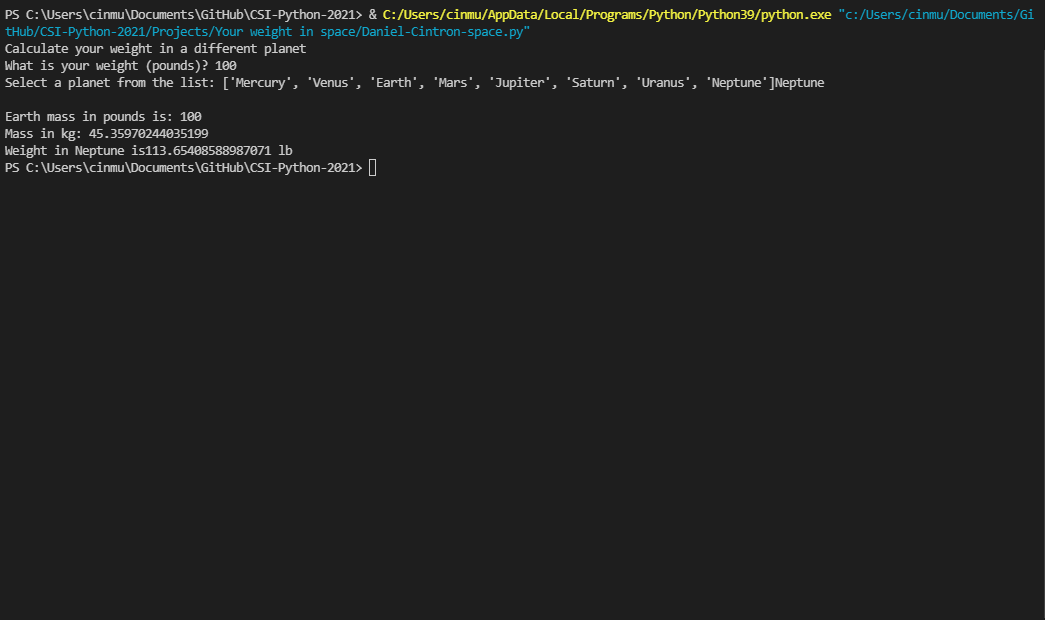 PS C:\Users\cinmu\Documents\GitHub\CSI-Python-2021> & C:/Users/cinmu/AppData/Local/Programs/Python/Python39/python.exe "c:/Users/cinmu/Documents/Gi
tHub/CSI-Python-2021/Projects/Your weight in space/Daniel-Cintron-space.py"
Calculate your weight in a different planet
What is your weight (pounds)? 100
Select a planet from the list: ['Mercury', 'Venus', 'Earth', 'Mars', 'Jupiter', 'Saturn', 'Uranus', 'Neptune']Neptune
Earth mass in pounds is: 100
Mass in kg: 45.35970244035199
Weight in Neptune is113.65408588987071 lb
PS C:\Users\cinmu\Documents\GitHub\CSI-Python-2021>